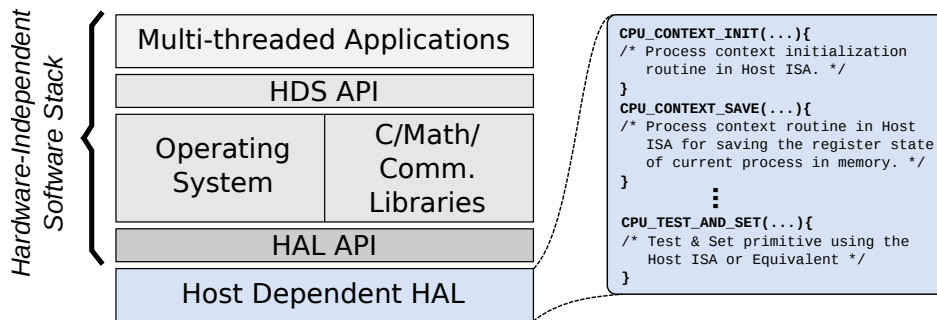 Hardware-Independent
Software Stack
Multi-threaded Applications
HDS API
Operating
System
C/Math/
Comm.
Libraries
HAL API
Host Dependent HAL
CPU_CONTEXT_INIT(...){
/* Process context initialization
routine in Host ISA. */
}
CPU_CONTEXT_SAVE(...){
/* Process context routine in Host
ISA for saving the register state
of current process in memory. */
}
⋮
CPU_TEST_AND_SET(...){
/* Test & Set primitive using the
Host ISA or Equivalent */
}